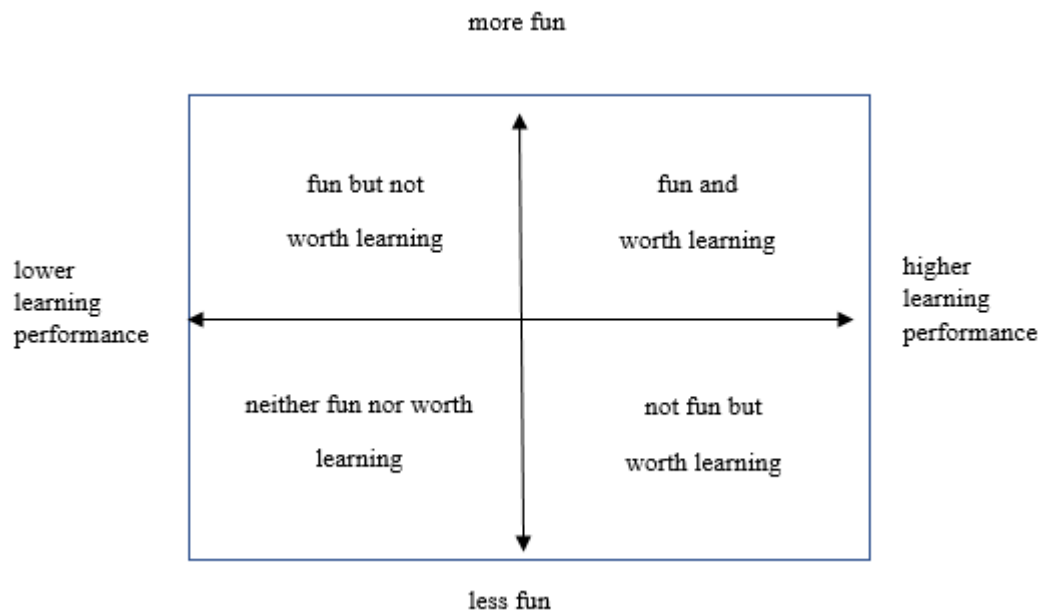 more fun
fun but not
worth learning
fun and
worth learning
lower
learning
performance
higher
learning
performance
neither fun nor worth
learning
not fun but
worth learning
less fun